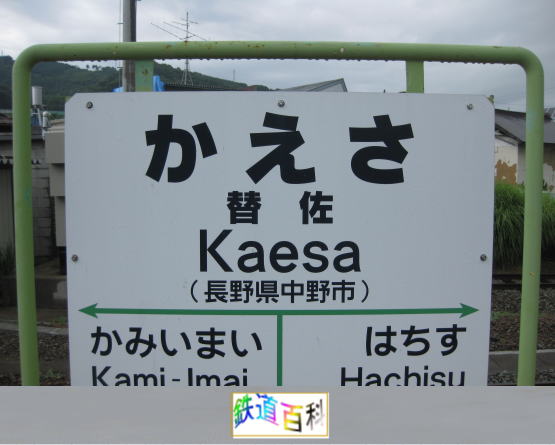 かえさ
替佐
Kaesa
(長野県中野市)
かみいまい はちす
Kami-Imai Hachisu
鉄道百科